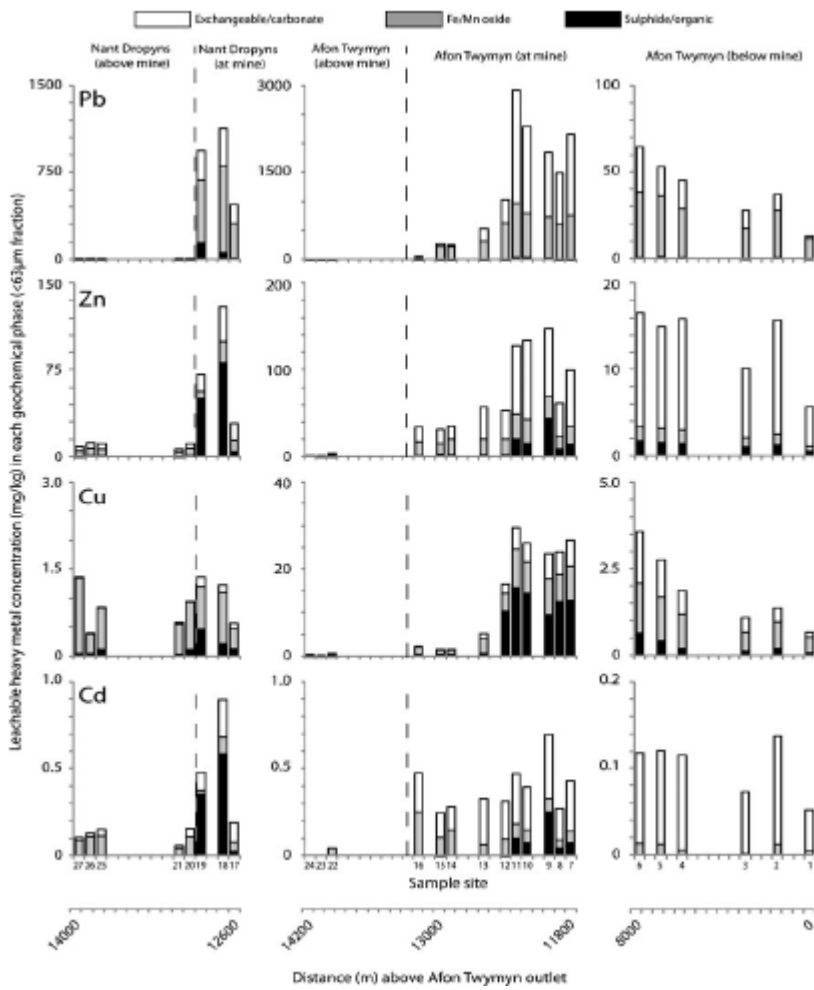 Exchangeable/carbonate Fe/Mn oxide Sulphide/organic
Nant Dropyns (above mine)
Nant Dropyns (at mine)
Afon Twymyn (above mine)
Afon Twymyn (at mine)
Afon Twymyn (below mine)
Leachable heavy metal concentration (mg/kg) in each geochemical phase (<63µm fraction)
Pb
1500
750
0
3000
1500
0
100
50
0
Zn
150
75
0
200
100
0
20
10
0
Cu
3.0
1.5
0
40
20
0
5.0
2.5
0
Cd
1.0
0.5
0
1.0
0.5
0
0.2
0.1
0
27 26 25 21 20 19 18 17
24 23 22 16 15 14 13 12 11 10 9 8 7
6 5 4 3 2 1
Sample site
14000 12600
14200 13000 11800
8000 0
Distance (m) above Afon Twymyn outlet